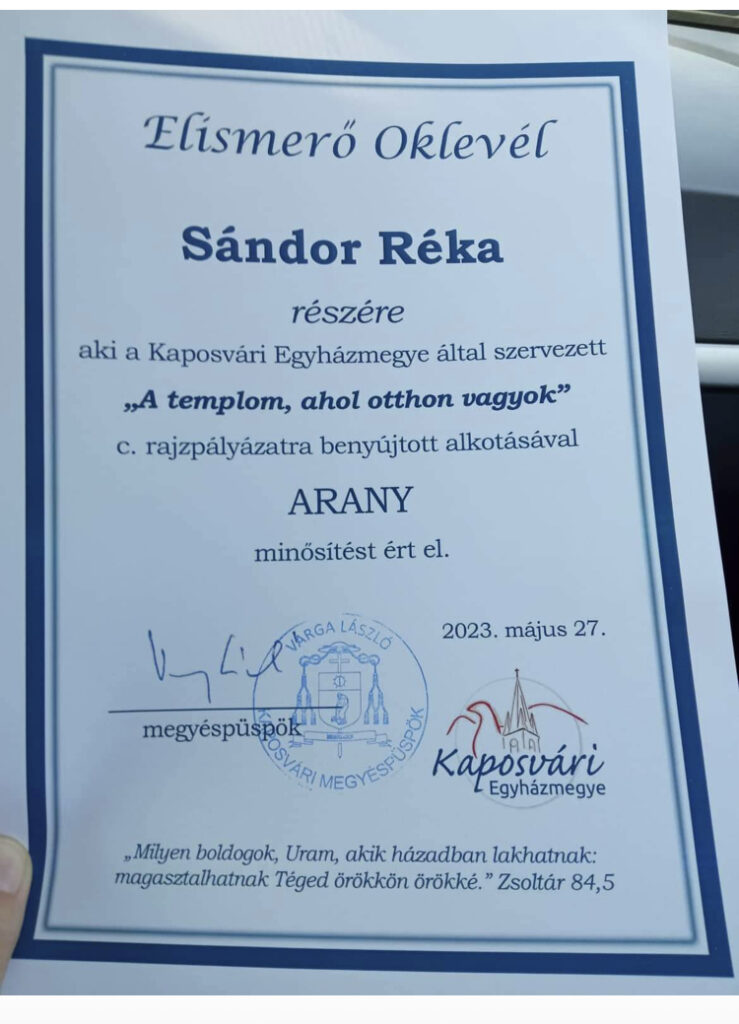 Elismerő Oklevél
Sándor Réka
részére
aki a Kaposvári Egyházmegye által szervezett
„A templom, ahol otthon vagyok”
c. rajzpályázatra benyújtott alkotásával
ARANY
minősítést ért el.
2023. május 27.
VARGA LÁSZLÓ
KAPOSVÁRI MEGYÉSPÜSPÖK
megyéspüspök
Kaposvári
Egyházmegye
„Milyen boldogok, Uram, akik házadban lakhatnak:
magasztalhatnak Téged örökkön örökké.” Zsoltár 84,5